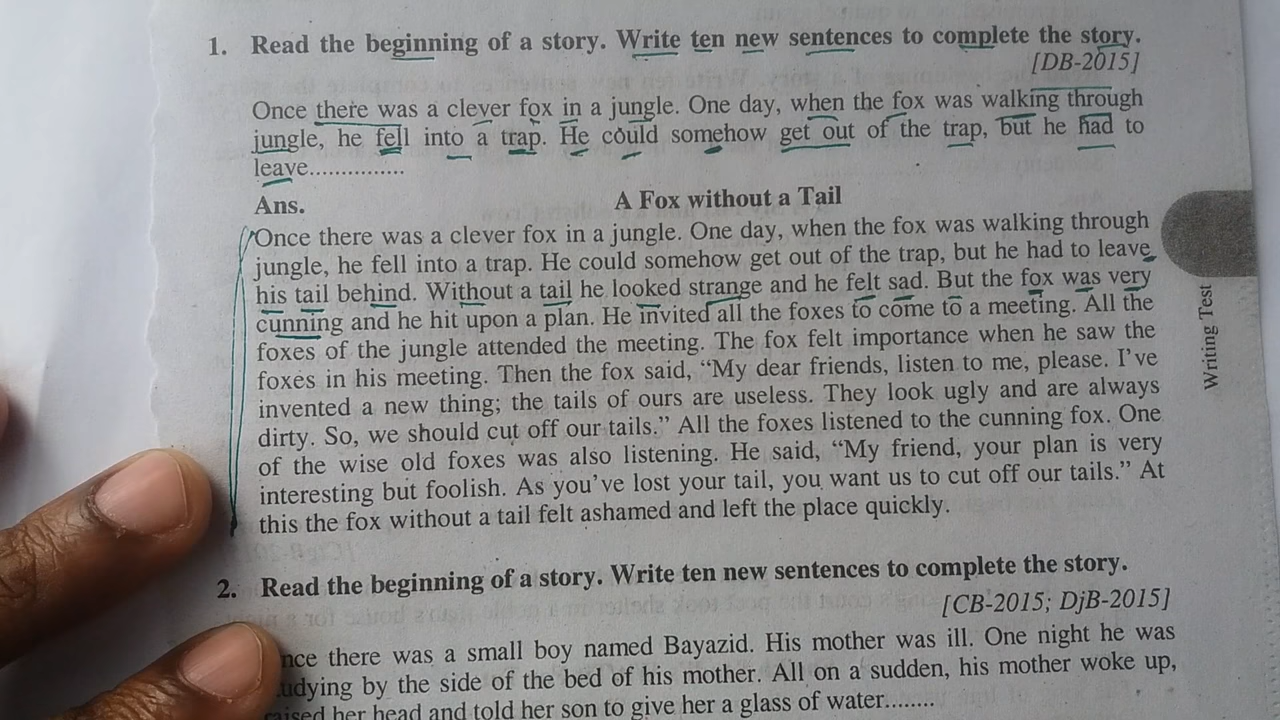 1. Read the beginning of a story. Write ten new sentences to complete the story.
[DB-2015]
Once there was a clever fox in a jungle. One day, when the fox was walking through
jungle, he fell into a trap. He could somehow get out of the trap, but he had to
leave...............
Ans. A Fox without a Tail
Once there was a clever fox in a jungle. One day, when the fox was walking through
jungle, he fell into a trap. He could somehow get out of the trap, but he had to leave
his tail behind. Without a tail he looked strange and he felt sad. But the fox was very
cunning and he hit upon a plan. He invited all the foxes to come to a meeting. All the
foxes of the jungle attended the meeting. The fox felt importance when he saw the
foxes in his meeting. Then the fox said, “My dear friends, listen to me, please. I’ve
invented a new thing; the tails of ours are useless. They look ugly and are always
dirty. So, we should cut off our tails.” All the foxes listened to the cunning fox. One
of the wise old foxes was also listening. He said, “My friend, your plan is very
interesting but foolish. As you’ve lost your tail, you want us to cut off our tails.” At
this the fox without a tail felt ashamed and left the place quickly.
Writing Test
2. Read the beginning of a story. Write ten new sentences to complete the story.
[CB-2015; DjB-2015]
there was a small boy named Bayazid. His mother was ill. One night he was
by the side of the bed of his mother. All on a sudden, his mother woke up,
her head and told her son to give her a glass of water........